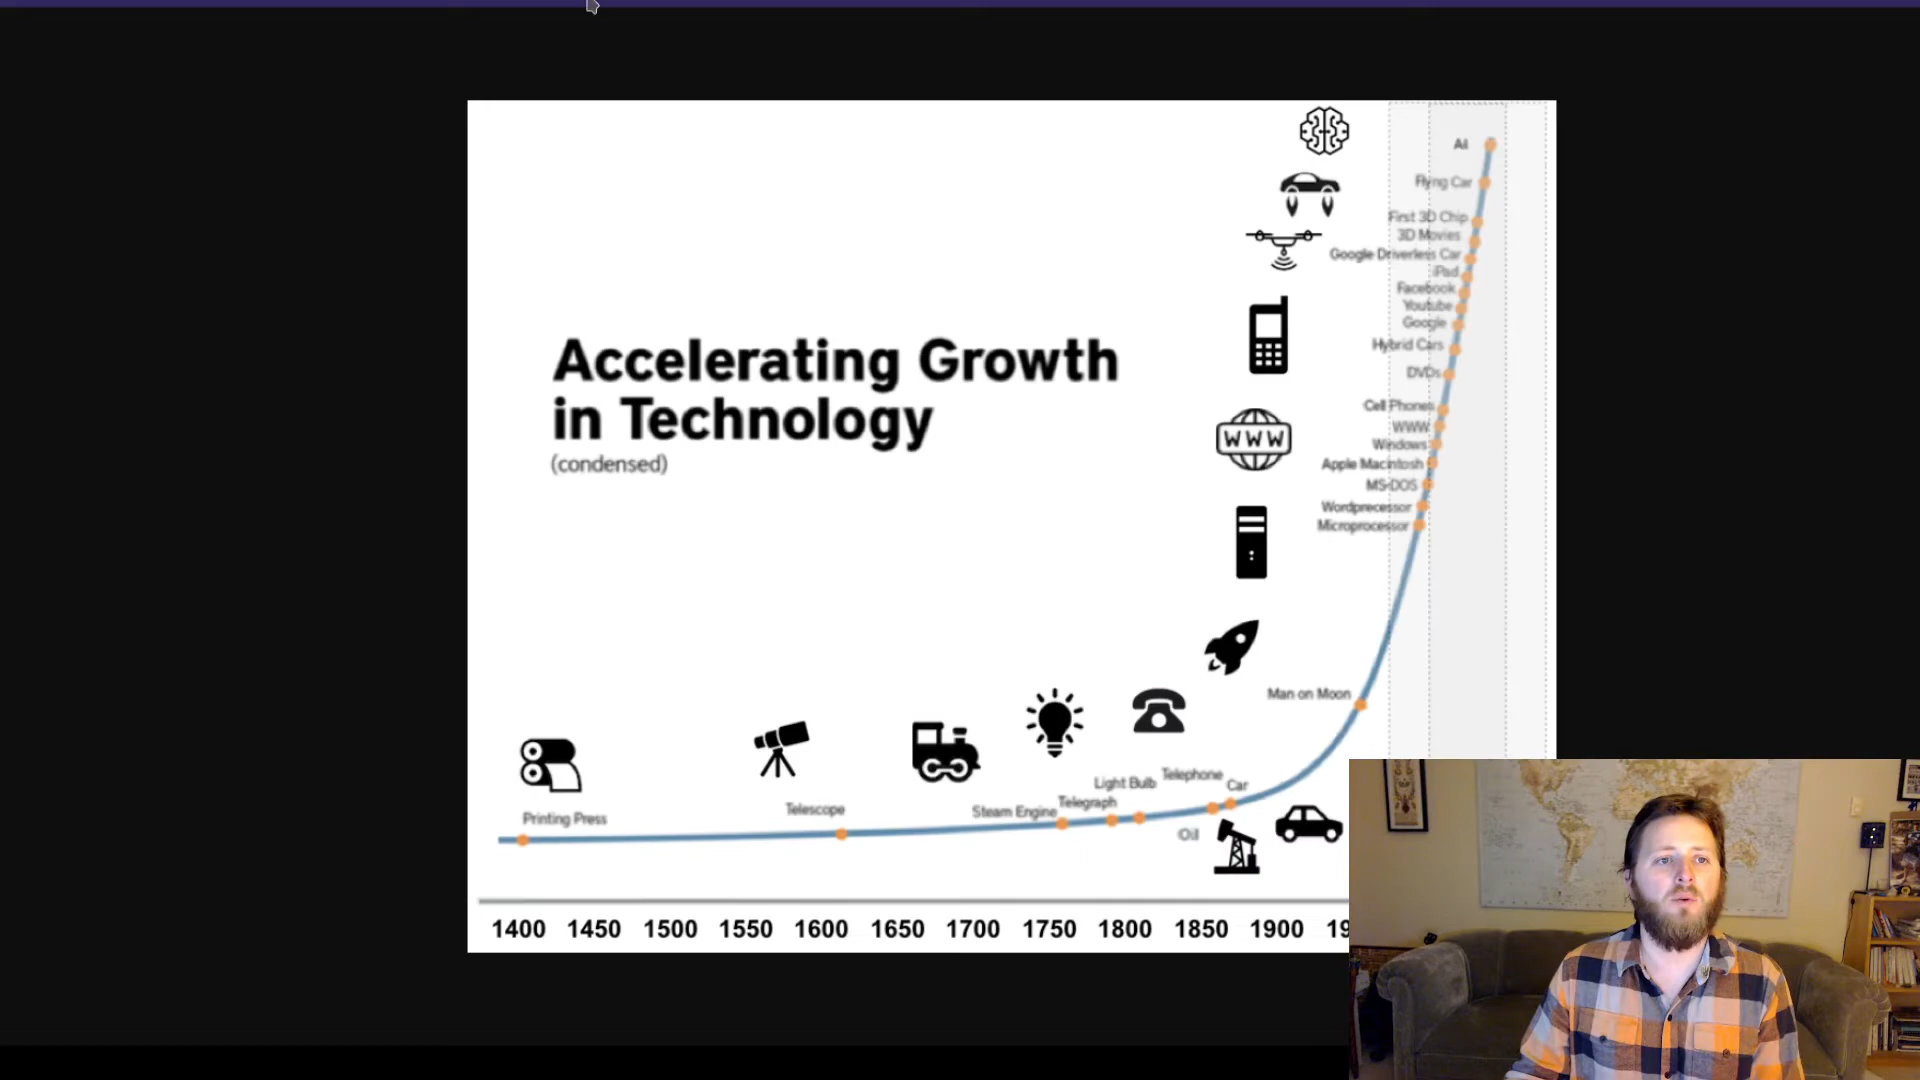 AI
Flying Car
First 3D Chip
3D Movies
Google Driverless Car
iPad
Facebook
Youtube
Google
Hybrid Cars
DVDs
Cell Phones
WWW
Windows
Apple Macintosh
MS-DOS
Wordprecessor
Microprocessor
WWW
Accelerating Growth
in Technology
(condensed)
Man on Moon
Printing Press
Telescope
Steam Engine
Telegraph
Light Bulb
Telephone
Car
Oil
1400 1450 1500 1550 1600 1650 1700 1750 1800 1850 1900 19